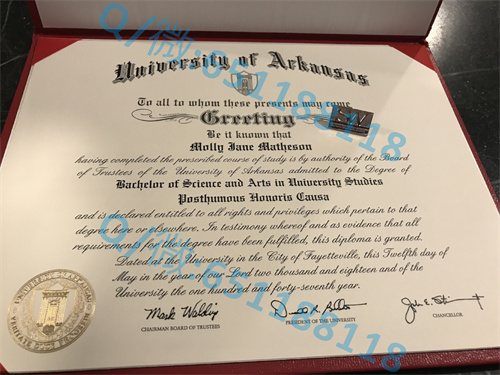 University of Arkansas
To all to whom these presents may come
Greeting
Be it known that
Molly Jane Matheson
having completed the prescribed course of study is by authority of the Board
of Trustees of the University of Arkansas admitted to the Degree of
Bachelor of Science and Arts in University Studies
Posthumous Honoris Causa
and is declared entitled to all rights and privileges which pertain to that
degree here or elsewhere. In testimony whereof and as evidence that all
requirements for the degree have been fulfilled, this diploma is granted.
Dated at the University in the City of Fayetteville, this Twelfth day of
May in the year of our Lord two thousand and eighteen and of the
University the one hundred and forty-seventh year.
CHAIRMAN BOARD OF TRUSTEES
PRESIDENT OF THE UNIVERSITY
CHANCELLOR
Q/微:851188118
Q/微:851188118